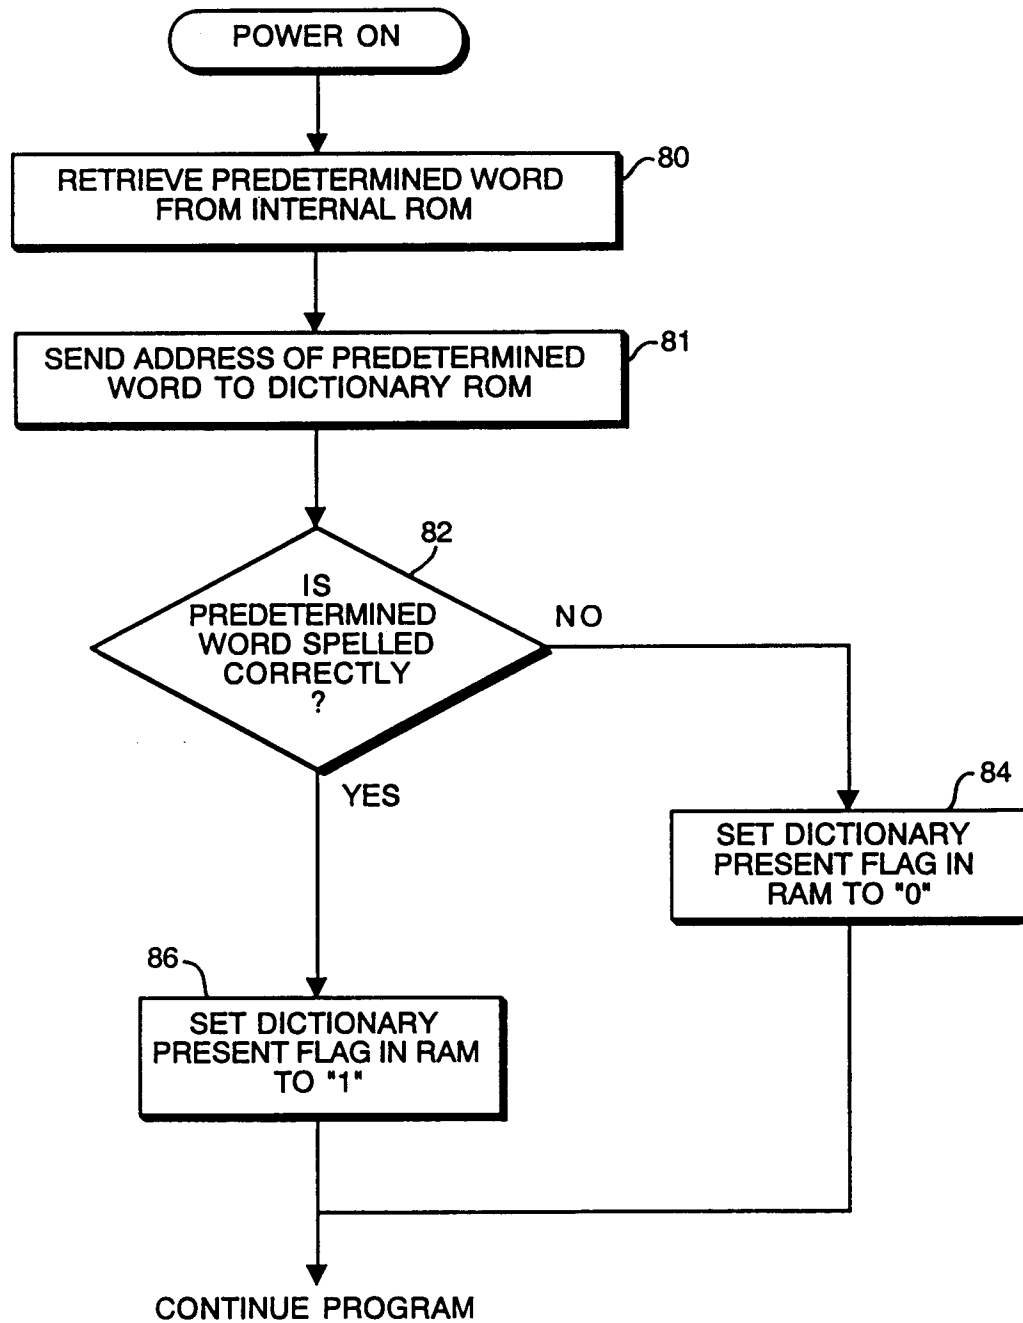 POWER ON
80
RETRIEVE PREDETERMINED WORD
FROM INTERNAL ROM
81
SEND ADDRESS OF PREDETERMINED
WORD TO DICTIONARY ROM
82
IS
PREDETERMINED
WORD SPELLED
CORRECTLY
?
NO
YES
84
SET DICTIONARY
PRESENT FLAG IN
RAM TO "0"
86
SET DICTIONARY
PRESENT FLAG IN RAM
TO "1"
CONTINUE PROGRAM